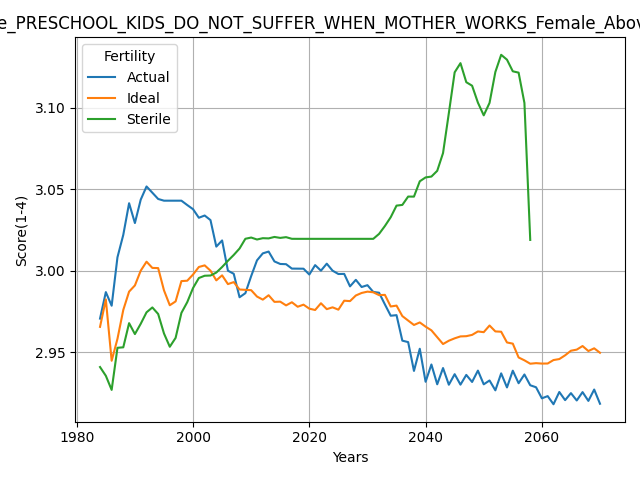 e_PRESCHOOL_KIDS_DO_NOT_SUFFER_WHEN_MOTHER_WORKS_Female_Abov
Fertility
Actual
Ideal
Sterile
3.10
3.05
3.00
2.95
Score(1-4)
1980 2000 2020 2040 2060
Years